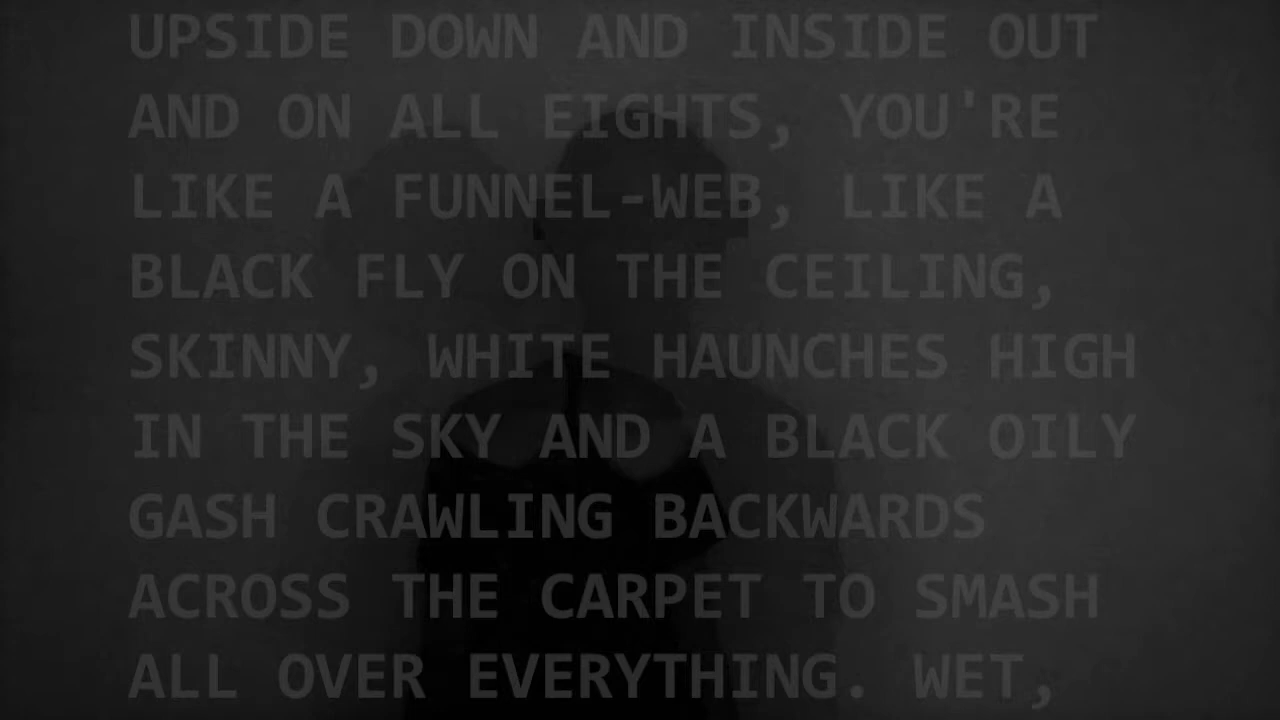 UPSIDE DOWN AND INSIDE OUT
AND ON ALL EIGHTS, YOU'RE
LIKE A FUNNEL-WEB, LIKE A
BLACK FLY ON THE CEILING,
SKINNY, WHITE HAUNCHES HIGH
IN THE SKY AND A BLACK OILY
GASH CRAWLING BACKWARDS
ACROSS THE CARPET TO SMASH
ALL OVER EVERYTHING. WET,